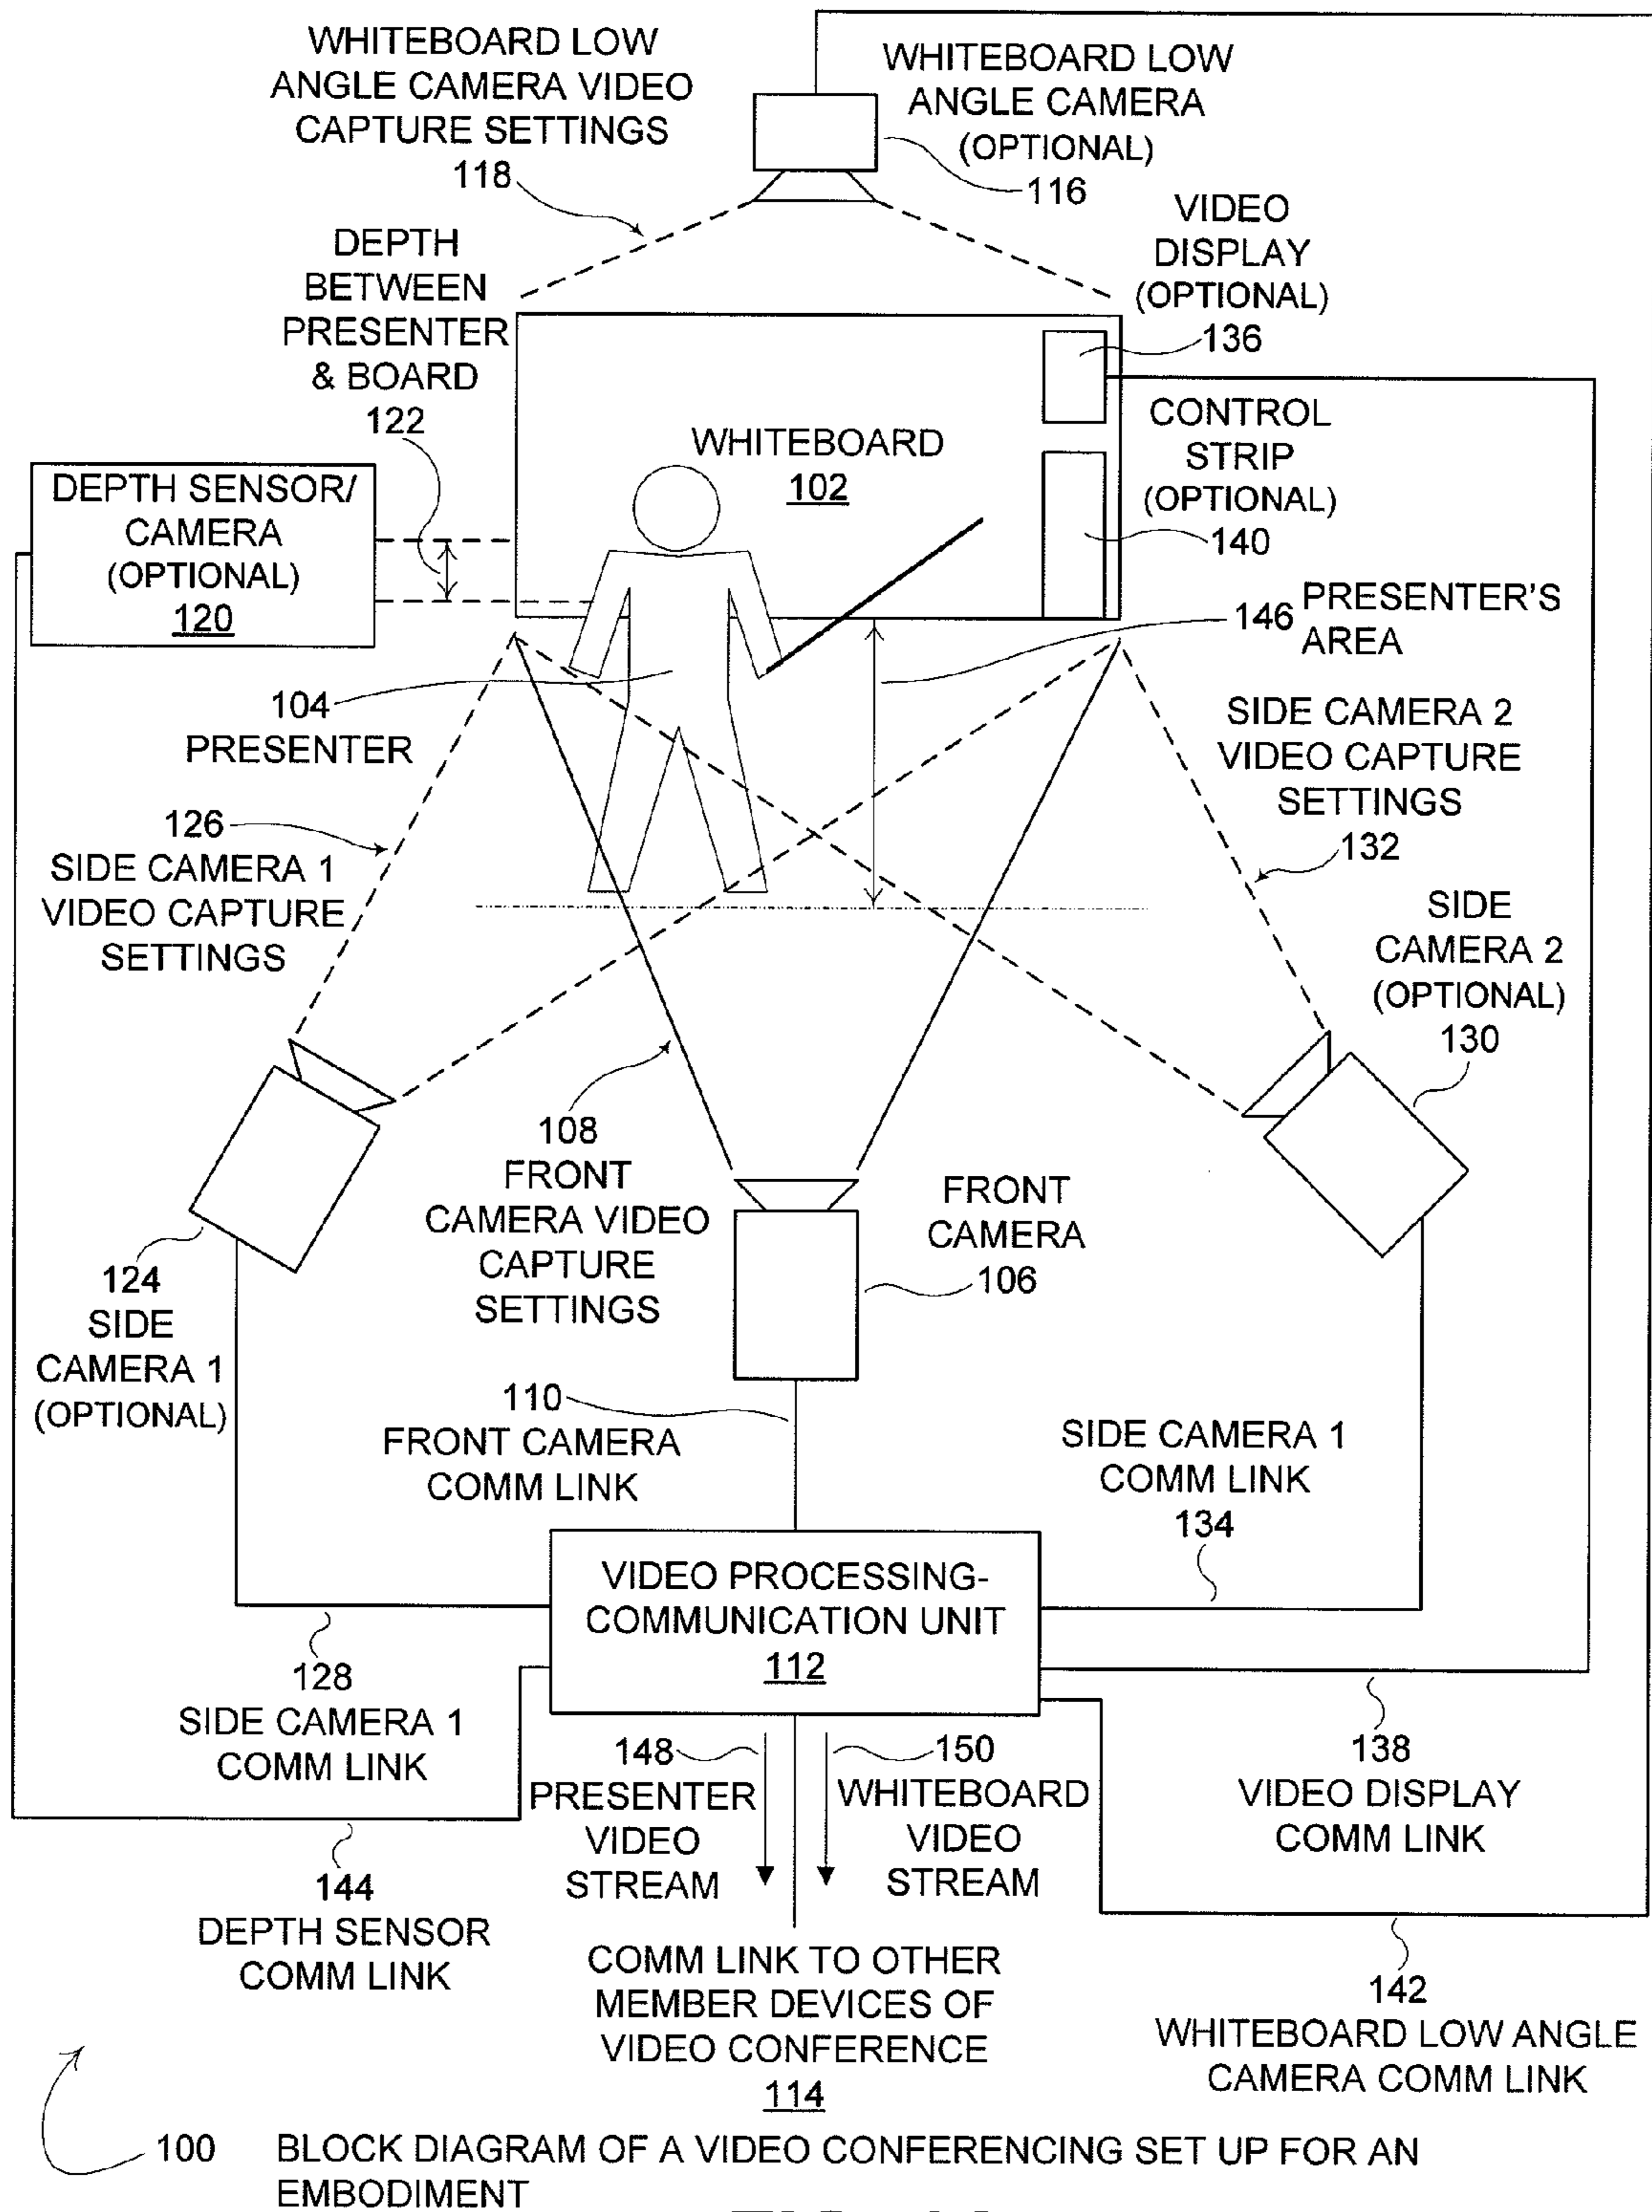 WHITEBOARD LOW
ANGLE CAMERA VIDEO
CAPTURE SETTINGS
118
WHITEBOARD LOW
ANGLE CAMERA
(OPTIONAL)
116
VIDEO
DISPLAY
(OPTIONAL)
136
DEPTH
BETWEEN
PRESENTER
& BOARD
122
WHITEBOARD
102
CONTROL
STRIP
(OPTIONAL)
140
DEPTH SENSOR/
CAMERA
(OPTIONAL)
120
146 PRESENTER'S
AREA
104
PRESENTER
SIDE CAMERA 2
VIDEO CAPTURE
SETTINGS
132
126
SIDE CAMERA 1
VIDEO CAPTURE
SETTINGS
SIDE
CAMERA 2
(OPTIONAL)
130
108
FRONT
CAMERA VIDEO
CAPTURE
SETTINGS
FRONT
CAMERA
106
124
SIDE
CAMERA 1
(OPTIONAL)
110
FRONT CAMERA
COMM LINK
SIDE CAMERA 1
COMM LINK
134
VIDEO PROCESSING-
COMMUNICATION UNIT
112
128
SIDE CAMERA 1
COMM LINK
148
PRESENTER
VIDEO
STREAM
150
WHITEBOARD
VIDEO
STREAM
138
VIDEO DISPLAY
COMM LINK
144
DEPTH SENSOR
COMM LINK
COMM LINK TO OTHER
MEMBER DEVICES OF
VIDEO CONFERENCE
114
142
WHITEBOARD LOW ANGLE
CAMERA COMM LINK
100 BLOCK DIAGRAM OF A VIDEO CONFERENCING SET UP FOR AN
EMBODIMENT